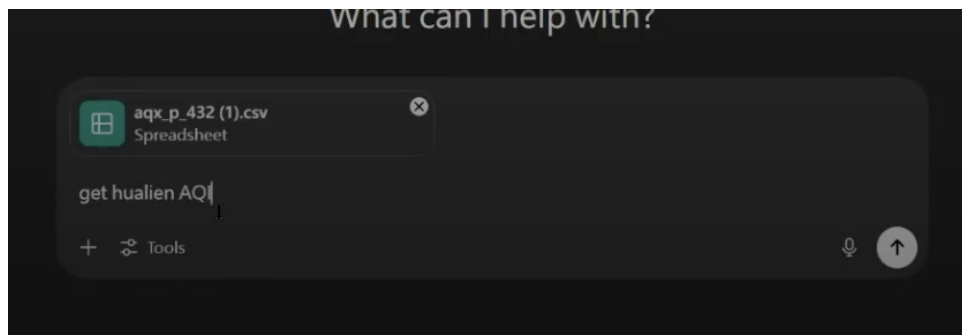 What can I help with?
aqx_p_432 (1).csv
Spreadsheet
get hualien AQI
Tools